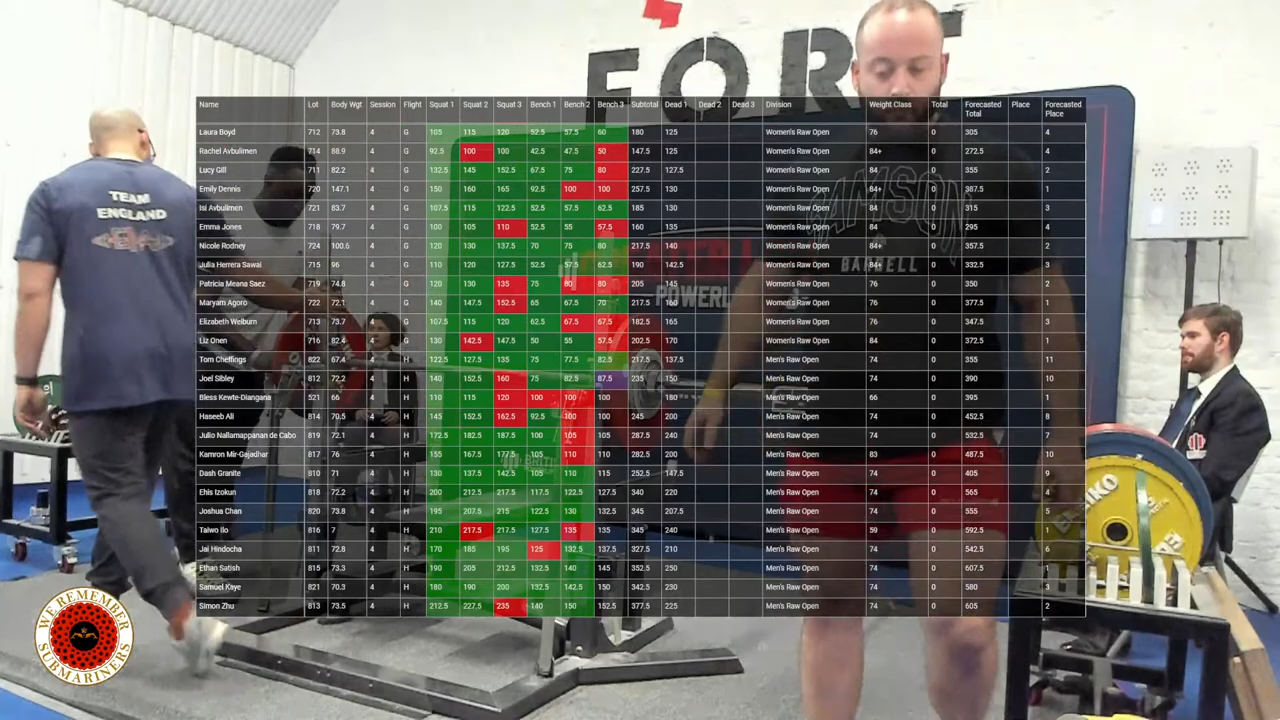 FORT
TEAM
ENGLAND
SAMSON
BARBELL
POWERL
BRITI
WE REMEMBER
SUBMARINERS
Name Lot Body Wgt Session Flight Squat 1 Squat 2 Squat 3 Bench 1 Bench 2 Bench 3 Subtotal Dead 1 Dead 2 Dead 3 Division Weight Class Total Forecasted Total Place Forecasted Place
Laura Boyd 712 73.8 4 G 105 115 120 52.5 57.5 60 180 125 Women's Raw Open 76 0 305 4
Rachel Avbulimen 714 88.9 4 G 92.5 100 100 42.5 47.5 50 147.5 125 Women's Raw Open 84+ 0 272.5 4
Lucy Gill 711 82.2 4 G 132.5 145 152.5 67.5 75 80 227.5 127.5 Women's Raw Open 84 0 355 2
Emily Dennis 720 147.1 4 G 150 160 165 92.5 100 100 257.5 130 Women's Raw Open 84+ 0 387.5 1
Isi Avbulimen 721 83.7 4 G 107.5 115 122.5 52.5 57.5 62.5 185 130 Women's Raw Open 84 0 315 3
Emma Jones 718 79.7 4 G 100 105 110 52.5 55 57.5 160 135 Women's Raw Open 84 0 295 4
Nicole Rodney 724 100.6 4 G 120 130 137.5 70 75 80 217.5 140 Women's Raw Open 84+ 0 357.5 2
Julia Herrera Sawai 715 96 4 G 110 120 127.5 52.5 57.5 62.5 190 142.5 Women's Raw Open 84+ 0 332.5 3
Patricia Meana Saez 719 74.8 4 G 120 130 135 75 80 80 205 145 Women's Raw Open 76 0 350 2
Maryam Agoro 722 72.1 4 G 140 147.5 152.5 65 67.5 70 217.5 160 Women's Raw Open 76 0 377.5 1
Elizabeth Welburn 713 73.7 4 G 107.5 115 120 62.5 67.5 67.5 182.5 165 Women's Raw Open 76 0 347.5 3
Liz Onen 716 82.4 4 G 130 142.5 147.5 50 55 57.5 202.5 170 Women's Raw Open 84 0 372.5 1
Tom Cheffings 822 67.4 4 H 122.5 127.5 135 75 77.5 82.5 217.5 137.5 Men's Raw Open 74 0 355 11
Joel Sibley 812 72.2 4 H 140 152.5 160 75 82.5 87.5 235 150 Men's Raw Open 74 0 390 10
Bless Kewte-Diangana 521 66 4 H 110 115 120 100 100 100 180 Men's Raw Open 66 0 395 1
Haseeb Ali 814 70.5 4 H 145 152.5 162.5 92.5 100 100 245 200 Men's Raw Open 74 0 452.5 8
Julio Nallamappanan de Cabo 819 72.1 4 H 172.5 182.5 187.5 100 105 105 287.5 240 Men's Raw Open 74 0 532.5 7
Kamron Mir-Gajadhar 817 76 4 H 155 167.5 177.5 105 110 110 282.5 200 Men's Raw Open 83 0 487.5 10
Dash Granite 810 71 4 H 130 137.5 142.5 105 110 115 252.5 147.5 Men's Raw Open 74 0 405 9
Ehis Izokun 818 72.2 4 H 200 212.5 217.5 117.5 122.5 127.5 340 220 Men's Raw Open 74 0 565 4
Joshua Chan 820 73.8 4 H 195 207.5 215 122.5 130 132.5 345 207.5 Men's Raw Open 74 0 555 5
Taiwo Ilo 816 7 4 H 210 217.5 217.5 127.5 135 135 345 240 Men's Raw Open 59 0 592.5 1
Jai Hindocha 811 72.8 4 H 170 185 195 125 132.5 137.5 327.5 210 Men's Raw Open 74 0 542.5 6
Ethan Satish 815 73.3 4 H 190 205 212.5 132.5 140 145 352.5 250 Men's Raw Open 74 0 607.5 1
Samuel Kaye 821 70.3 4 H 180 190 200 132.5 142.5 150 342.5 230 Men's Raw Open 74 0 580 3
Simon Zhu 813 73.5 4 H 212.5 227.5 235 140 150 152.5 377.5 225 Men's Raw Open 74 0 605 2